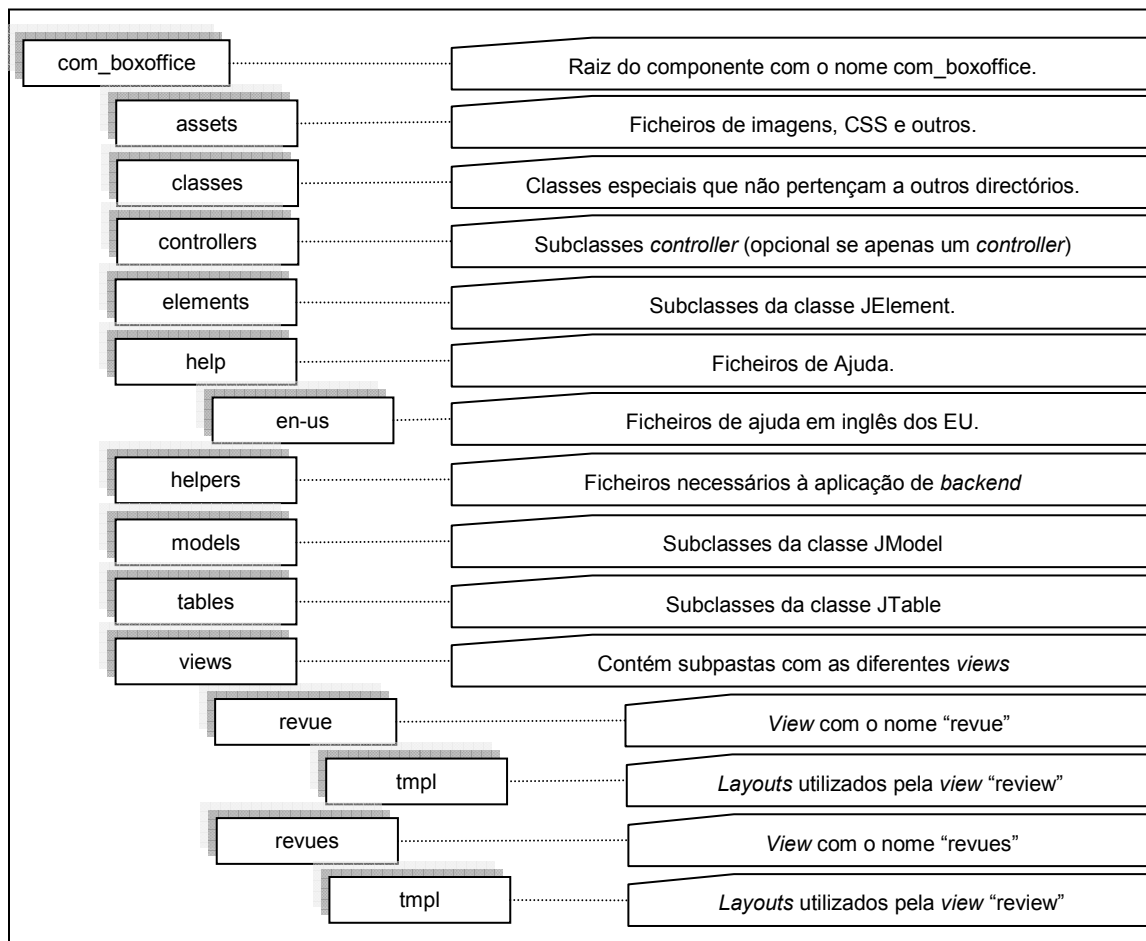 com_boxoffice
Raiz do componente com o nome com_boxoffice.
assets
Ficheiros de imagens, CSS e outros.
classes
Classes especiais que não pertençam a outros directórios.
controllers
Subclasses controller (opcional se apenas um controller)
elements
Subclasses da classe JElement.
help
Ficheiros de Ajuda.
en-us
Ficheiros de ajuda em inglês dos EU.
helpers
Ficheiros necessários à aplicação de backend
models
Subclasses da classe JModel
tables
Subclasses da classe JTable
views
Contém subpastas com as diferentes views
revue
View com o nome “revue”
tmpl
Layouts utilizados pela view “review”
revues
View com o nome “revues”
tmpl
Layouts utilizados pela view “review”